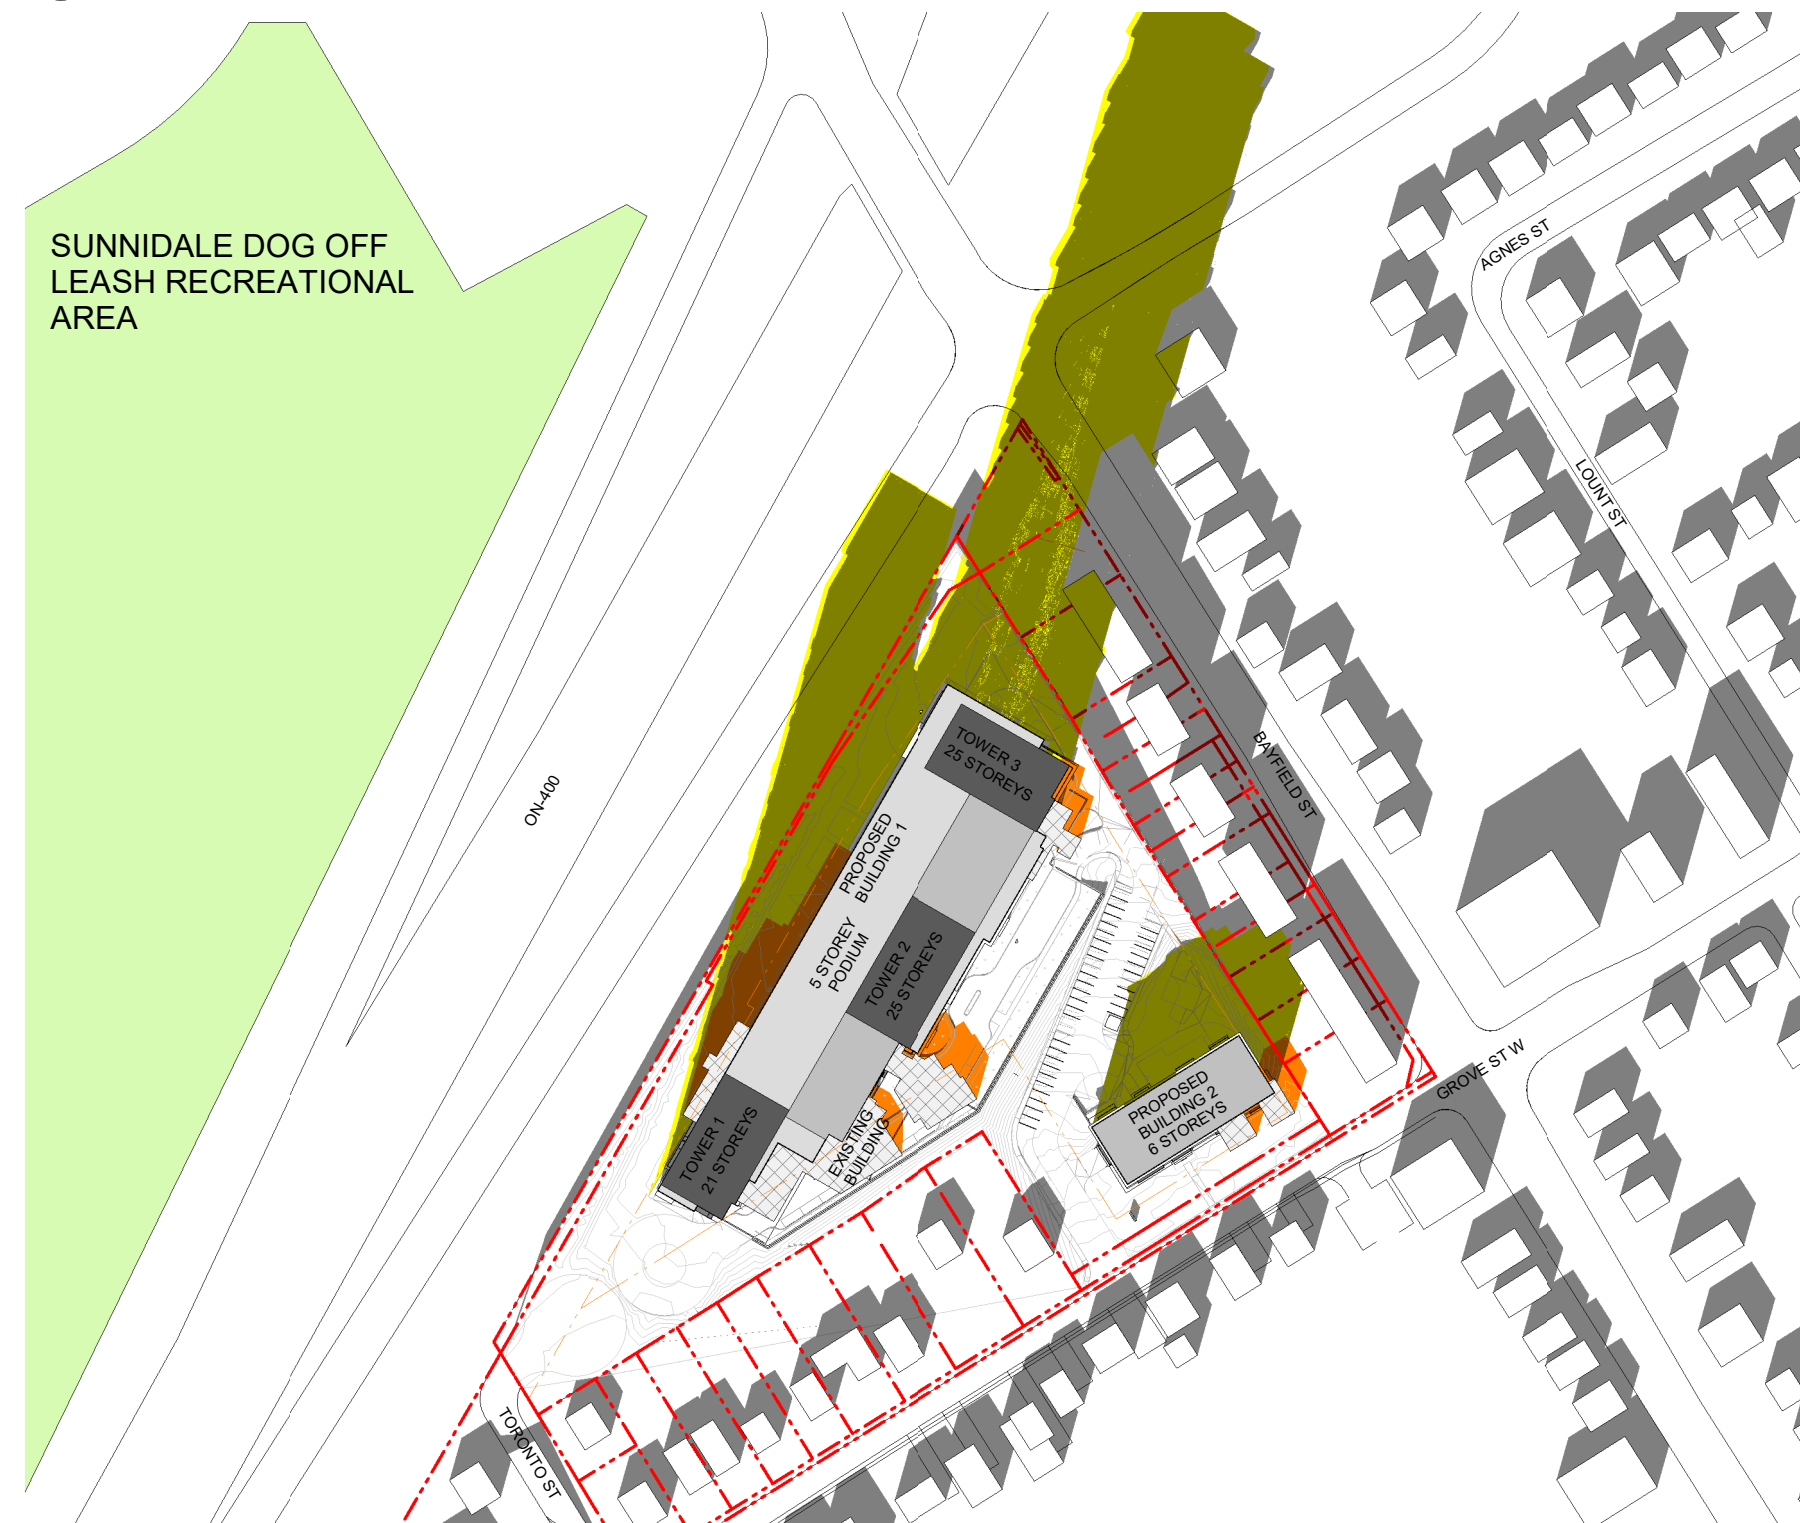 SUNNIDALE DOG OFF
LEASH RECREATIONAL
AREA
AGNES ST
LOUNT ST
BAYFIELD ST
ON-400
TOWER 3
25 STOREYS
PROPOSED
BUILDING 1
5 STOREY
PODIUM
TOWER 2
25 STOREYS
TOWER 1
21 STOREYS
EXISTING
BUILDING
PROPOSED
BUILDING 2
6 STOREYS
GROVE ST W
TORONTO ST